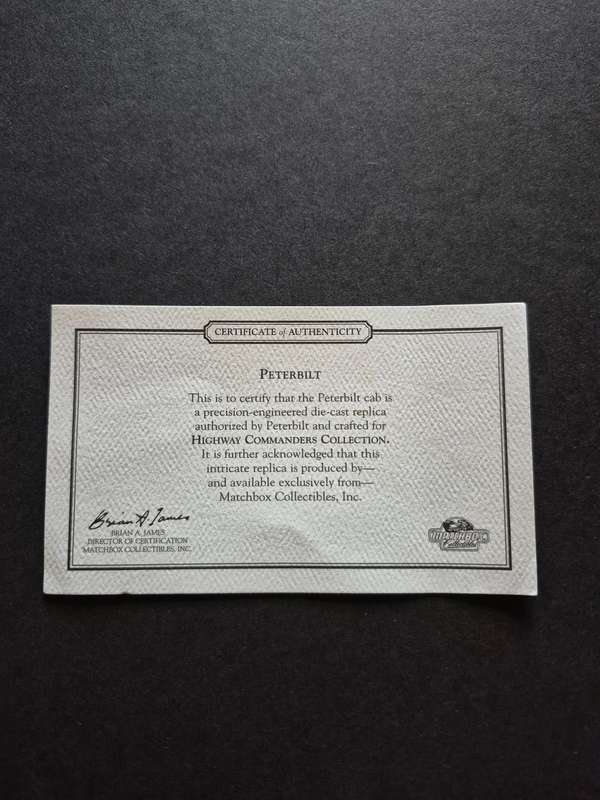 CERTIFICATE of AUTHENTICITY
PETERBILT
This is to certify that the Peterbilt cab is
a precision-engineered die-cast replica
authorized by Peterbilt and crafted for
HIGHWAY COMMANDERS COLLECTION.
It is further acknowledged that this
intricate replica is produced by—
and available exclusively from—
Matchbox Collectibles, Inc.
Brian A. James
BRIAN A. JAMES
DIRECTOR OF CERTIFICATION
MATCHBOX COLLECTIBLES, INC.
MATCHBOX
Collectibles